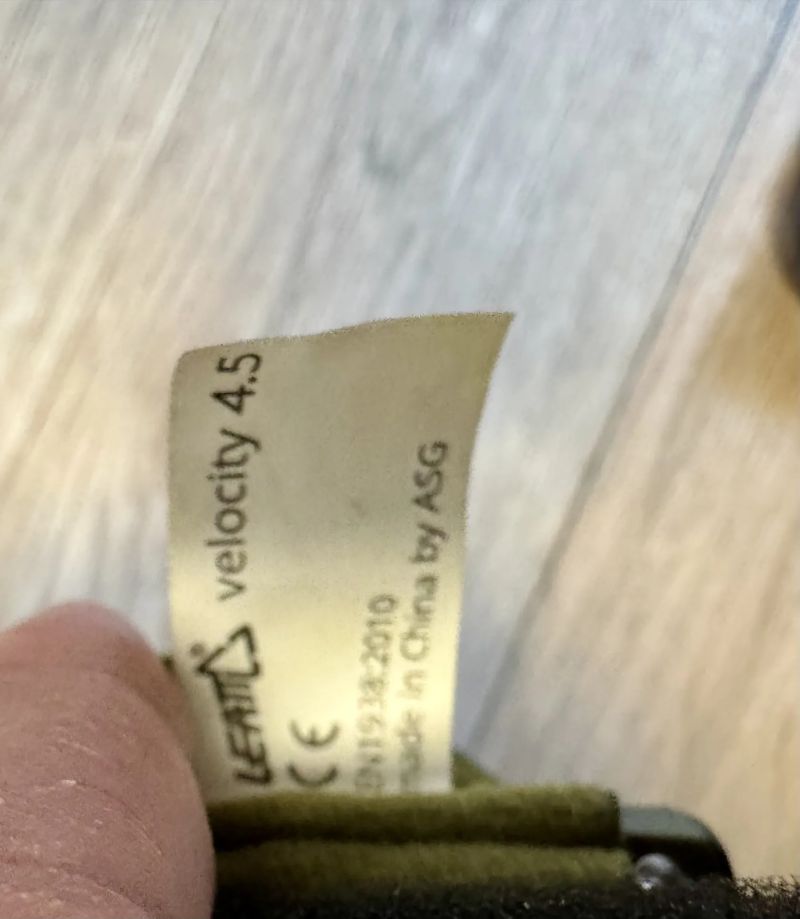 LEATT® velocity 4.5
CE
EN1938:2010
made in China by ASG